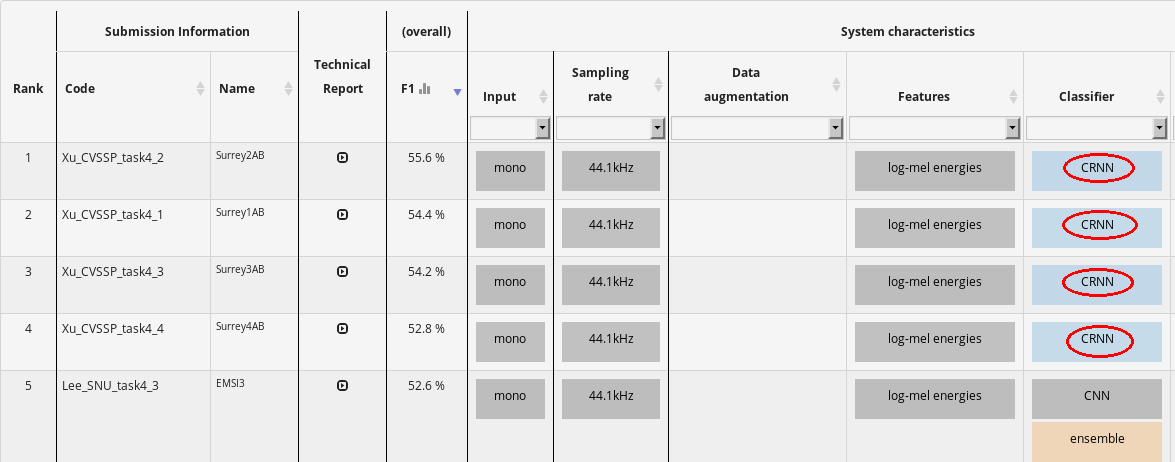 Submission Information (overall) System characteristics
Rank Code Name Technical Report F1 Input Sampling rate Data augmentation Features Classifier
1 Xu_CVSSP_task4_2 Surrey2AB 55.6 % mono 44.1kHz log-mel energies CRNN
2 Xu_CVSSP_task4_1 Surrey1AB 54.4 % mono 44.1kHz log-mel energies CRNN
3 Xu_CVSSP_task4_3 Surrey3AB 54.2 % mono 44.1kHz log-mel energies CRNN
4 Xu_CVSSP_task4_4 Surrey4AB 52.8 % mono 44.1kHz log-mel energies CRNN
5 Lee_SNU_task4_3 EMSI3 52.6 % mono 44.1kHz log-mel energies CNN
ensemble